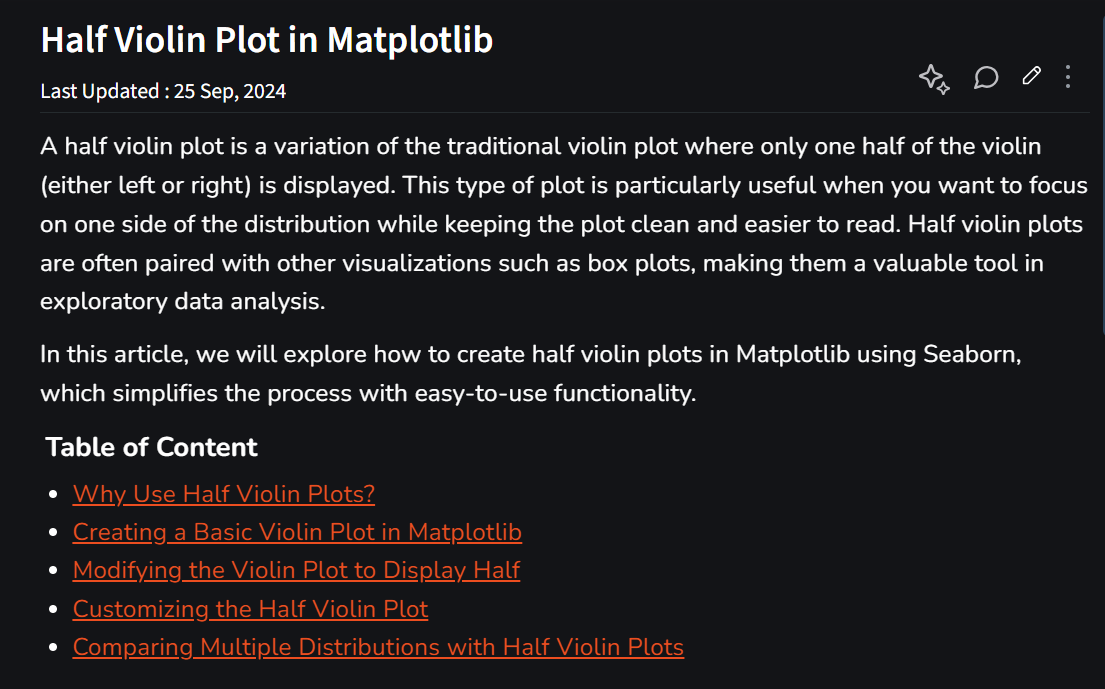 Half Violin Plot in Matplotlib
Last Updated : 25 Sep, 2024
A half violin plot is a variation of the traditional violin plot where only one half of the violin
(either left or right) is displayed. This type of plot is particularly useful when you want to focus
on one side of the distribution while keeping the plot clean and easier to read. Half violin plots
are often paired with other visualizations such as box plots, making them a valuable tool in
exploratory data analysis.
In this article, we will explore how to create half violin plots in Matplotlib using Seaborn,
which simplifies the process with easy-to-use functionality.
Table of Content
Why Use Half Violin Plots?
Creating a Basic Violin Plot in Matplotlib
Modifying the Violin Plot to Display Half
Customizing the Half Violin Plot
Comparing Multiple Distributions with Half Violin Plots